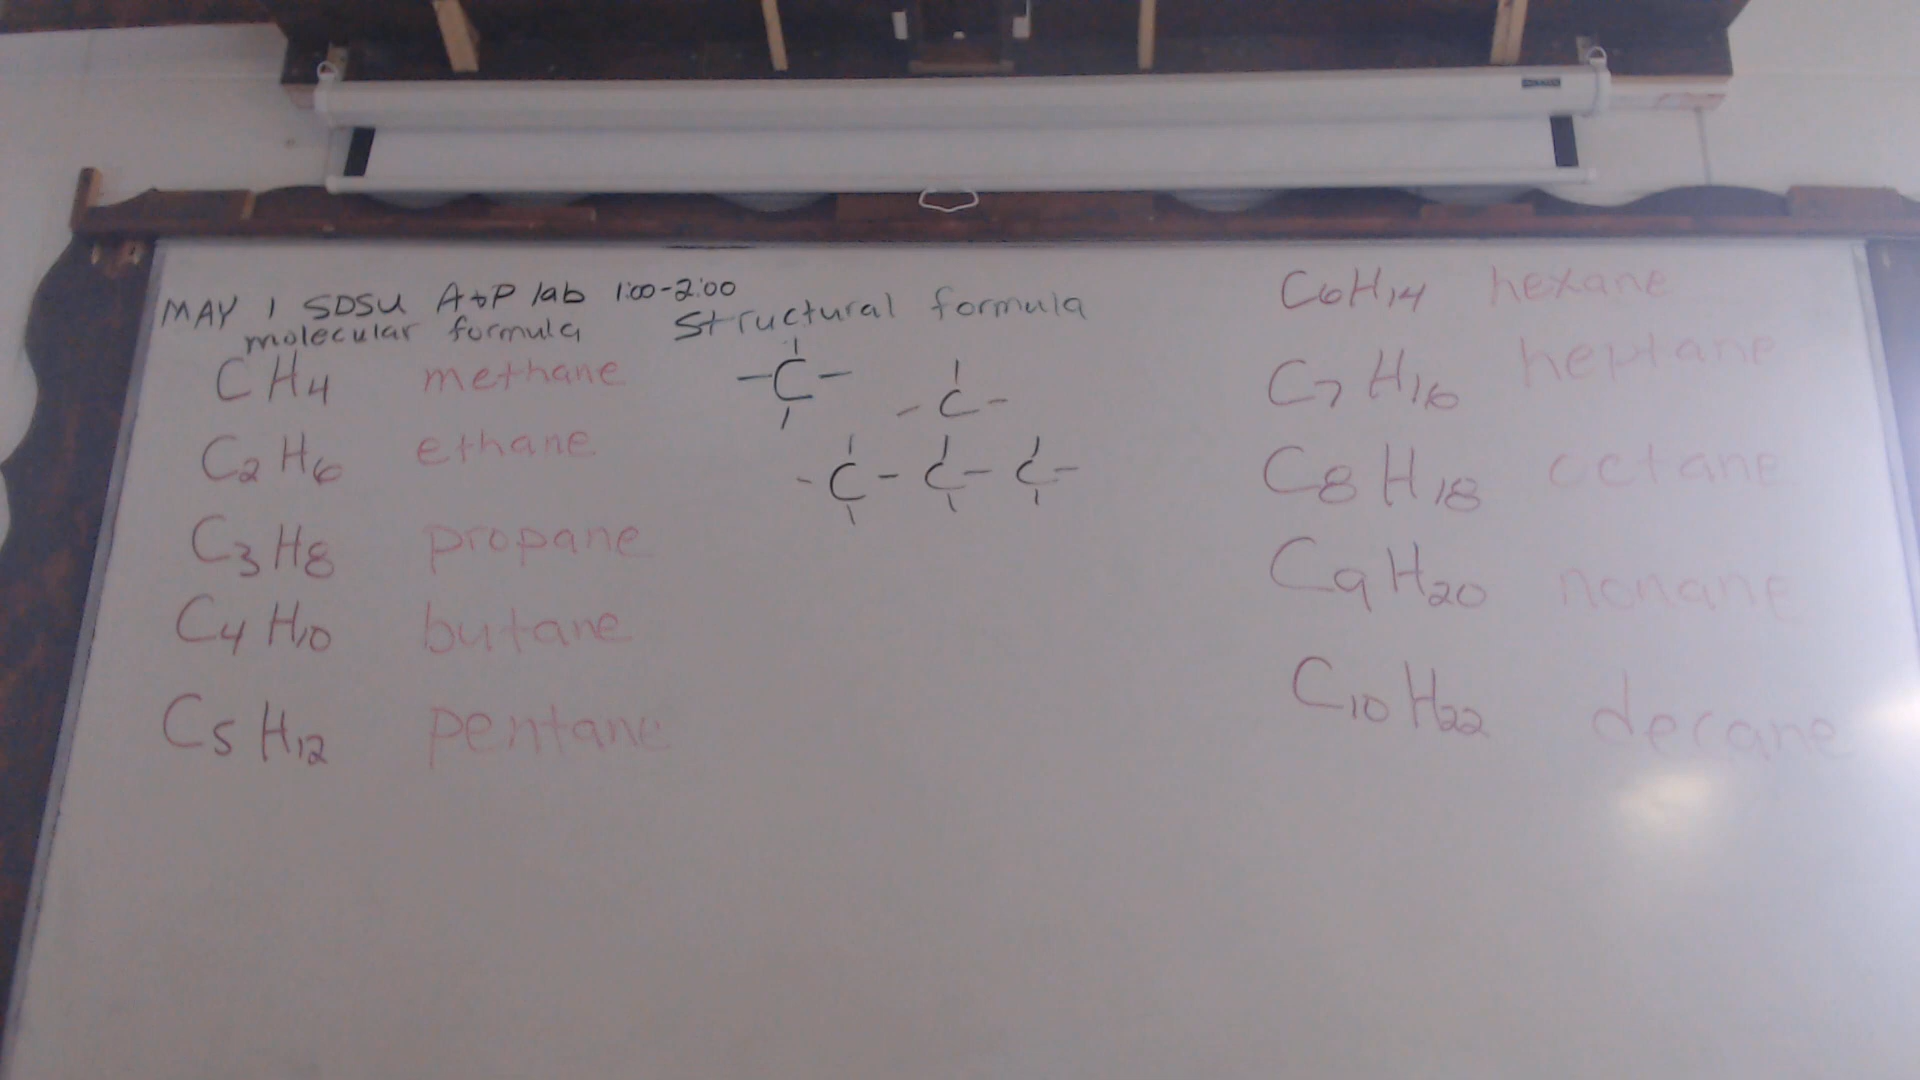 MAY 1 SDSU A+P lab 1:00-2:00
molecular formula
Structural formula
CH4 methane
C2H6 ethane
C3H8 propane
C4H10 butane
C5H12 pentane
-C-
-C-
-C-C-C-
C6H14 hexane
C7H16 heptane
C8H18 octane
C9H20 nonane
C10H22 decane